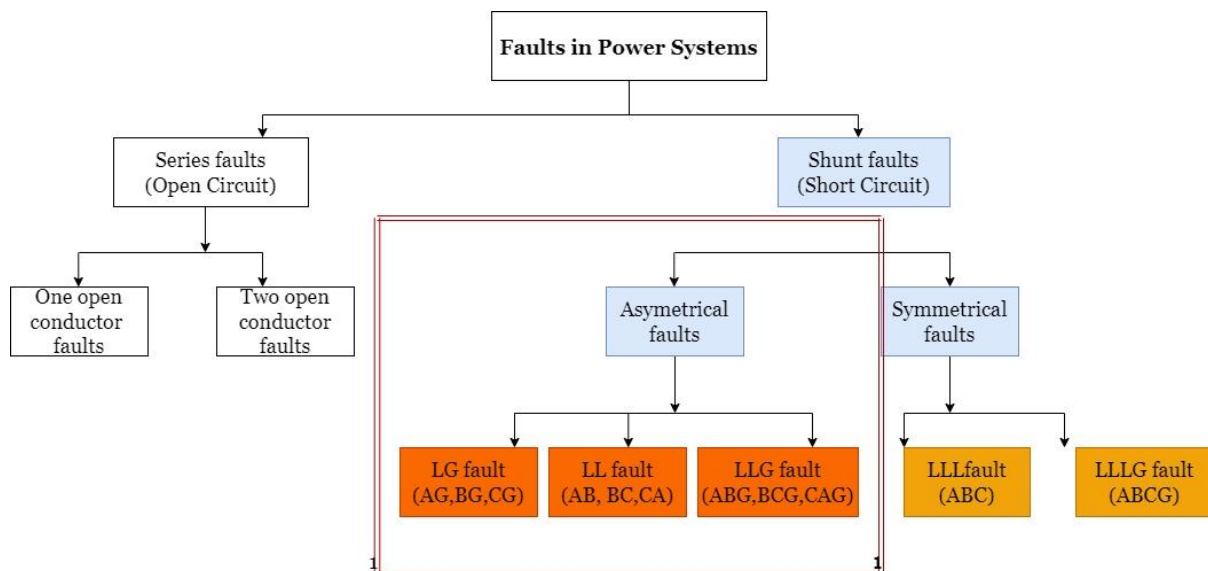 Faults in Power Systems
Series faults
(Open Circuit)
Shunt faults
(Short Circuit)
One open
conductor
faults
Two open
conductor
faults
Asymetrical
faults
Symmetrical
faults
LG fault
(AG,BG,CG)
LL fault
(AB, BC,CA)
LLG fault
(ABG,BCG,CAG)
LLLfault
(ABC)
LLLG fault
(ABCG)
1
1